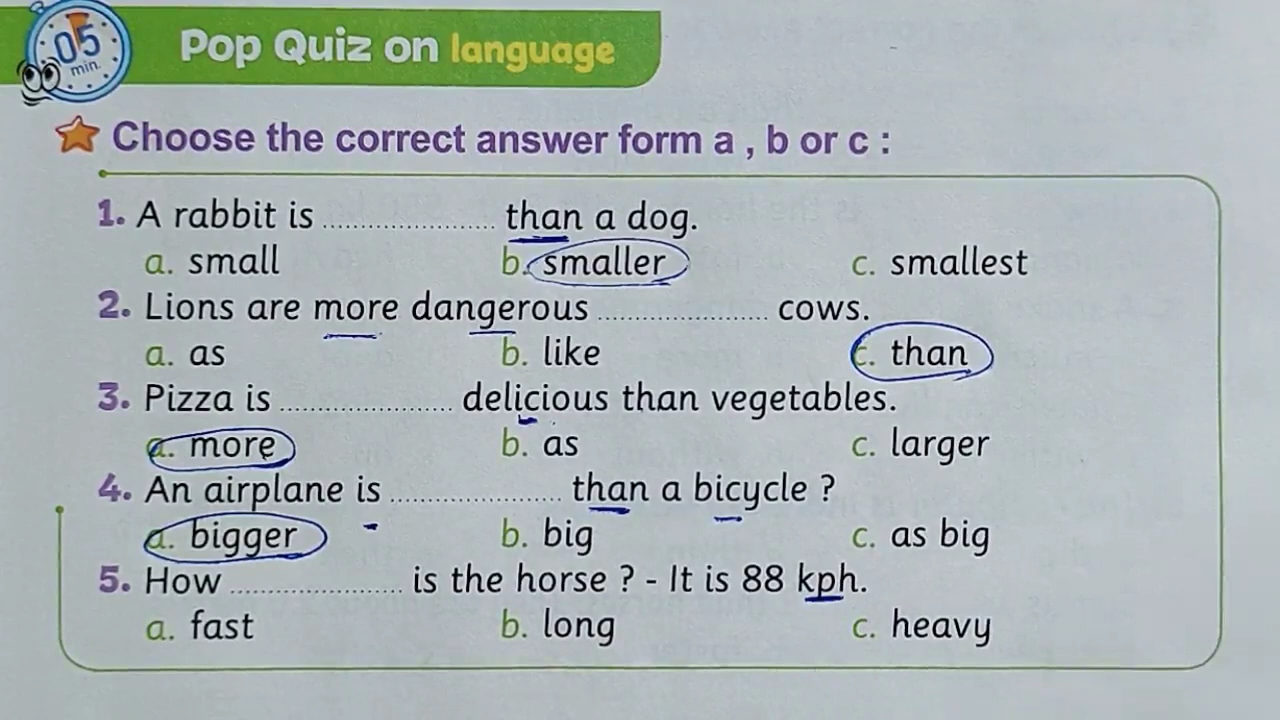 05
min.
Pop Quiz on language
Choose the correct answer form a , b or c :
1. A rabbit is ........................ than a dog.
a. small b. smaller c. smallest
2. Lions are more dangerous ........................ cows.
a. as b. like c. than
3. Pizza is ........................ delicious than vegetables.
a. more b. as c. larger
4. An airplane is ........................ than a bicycle ?
a. bigger b. big c. as big
5. How ........................ is the horse ? - It is 88 kph.
a. fast b. long c. heavy